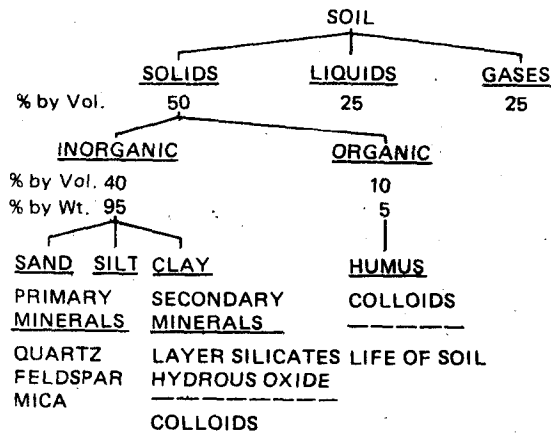 SOIL
SOLIDS LIQUIDS GASES
% by Vol. 50 25 25
INORGANIC ORGANIC
% by Vol. 40 10
% by Wt. 95 5
SAND SILT CLAY HUMUS
PRIMARY SECONDARY COLLOIDS
MINERALS MINERALS
QUARTZ LAYER SILICATES LIFE OF SOIL
FELDSPAR HYDROUS OXIDE
MICA
COLLOIDS